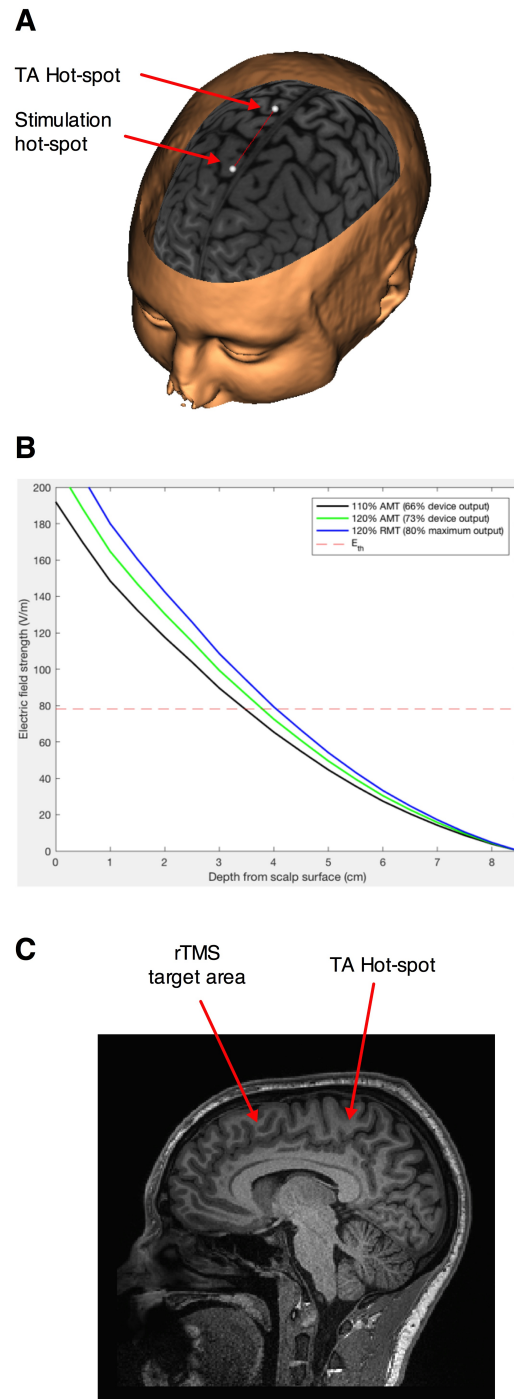 A
TA Hot-spot
Stimulation
hot-spot
B
200
180
160
140
120
100
80
60
40
20
0
Electric field strength (V/m)
110% AMT (66% device output)
120% AMT (73% device output)
120% RMT (80% maximum output)
E_th
0 1 2 3 4 5 6 7 8
Depth from scalp surface (cm)
C
rTMS
target area
TA Hot-spot